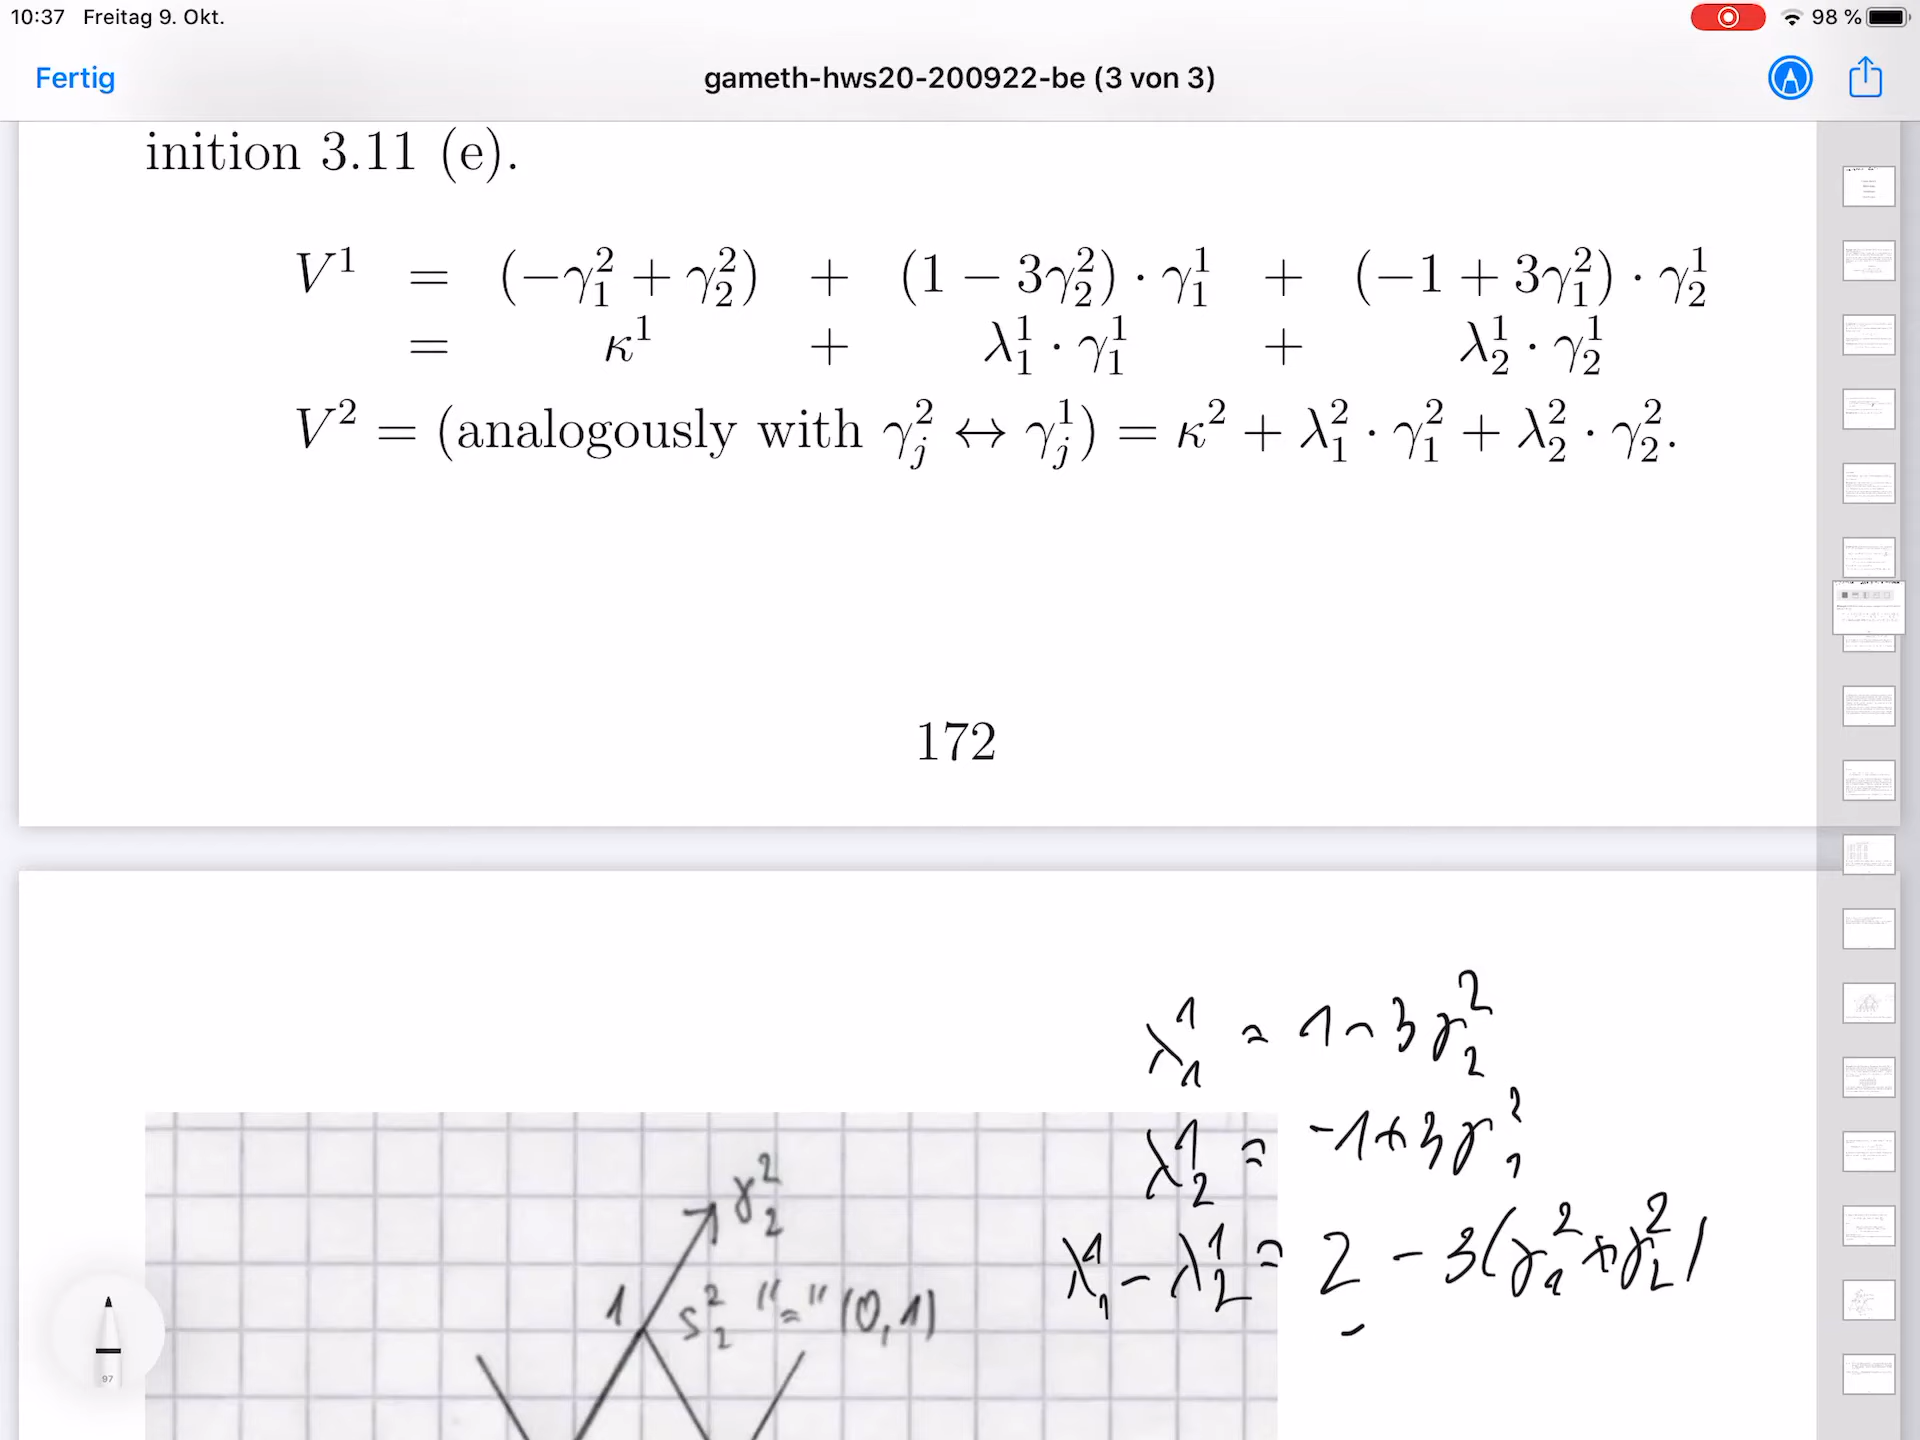 10:37 Freitag 9. Okt. 98 %
Fertig gameth-hws20-200922-be (3 von 3)
inition 3.11 (e).
V¹ = (−γ₁² + γ₂²) + (1 − 3γ₂²) · γ₁¹ + (−1 + 3γ₁²) · γ₂¹
= κ¹ + λ₁¹ · γ₁¹ + λ₂¹ · γ₂¹
V² = (analogously with γⱼ² ↔ γⱼ¹) = κ² + λ₁² · γ₁² + λ₂² · γ₂².
172
λ₁¹ = 1 − 3γ₂²
λ₂¹ = −1 + 3γ₁²
λ₁¹ − λ₂¹ = 2 − 3(γ₁² + γ₂²)
γ₂²
1 s₂² "=" (0,1)
97